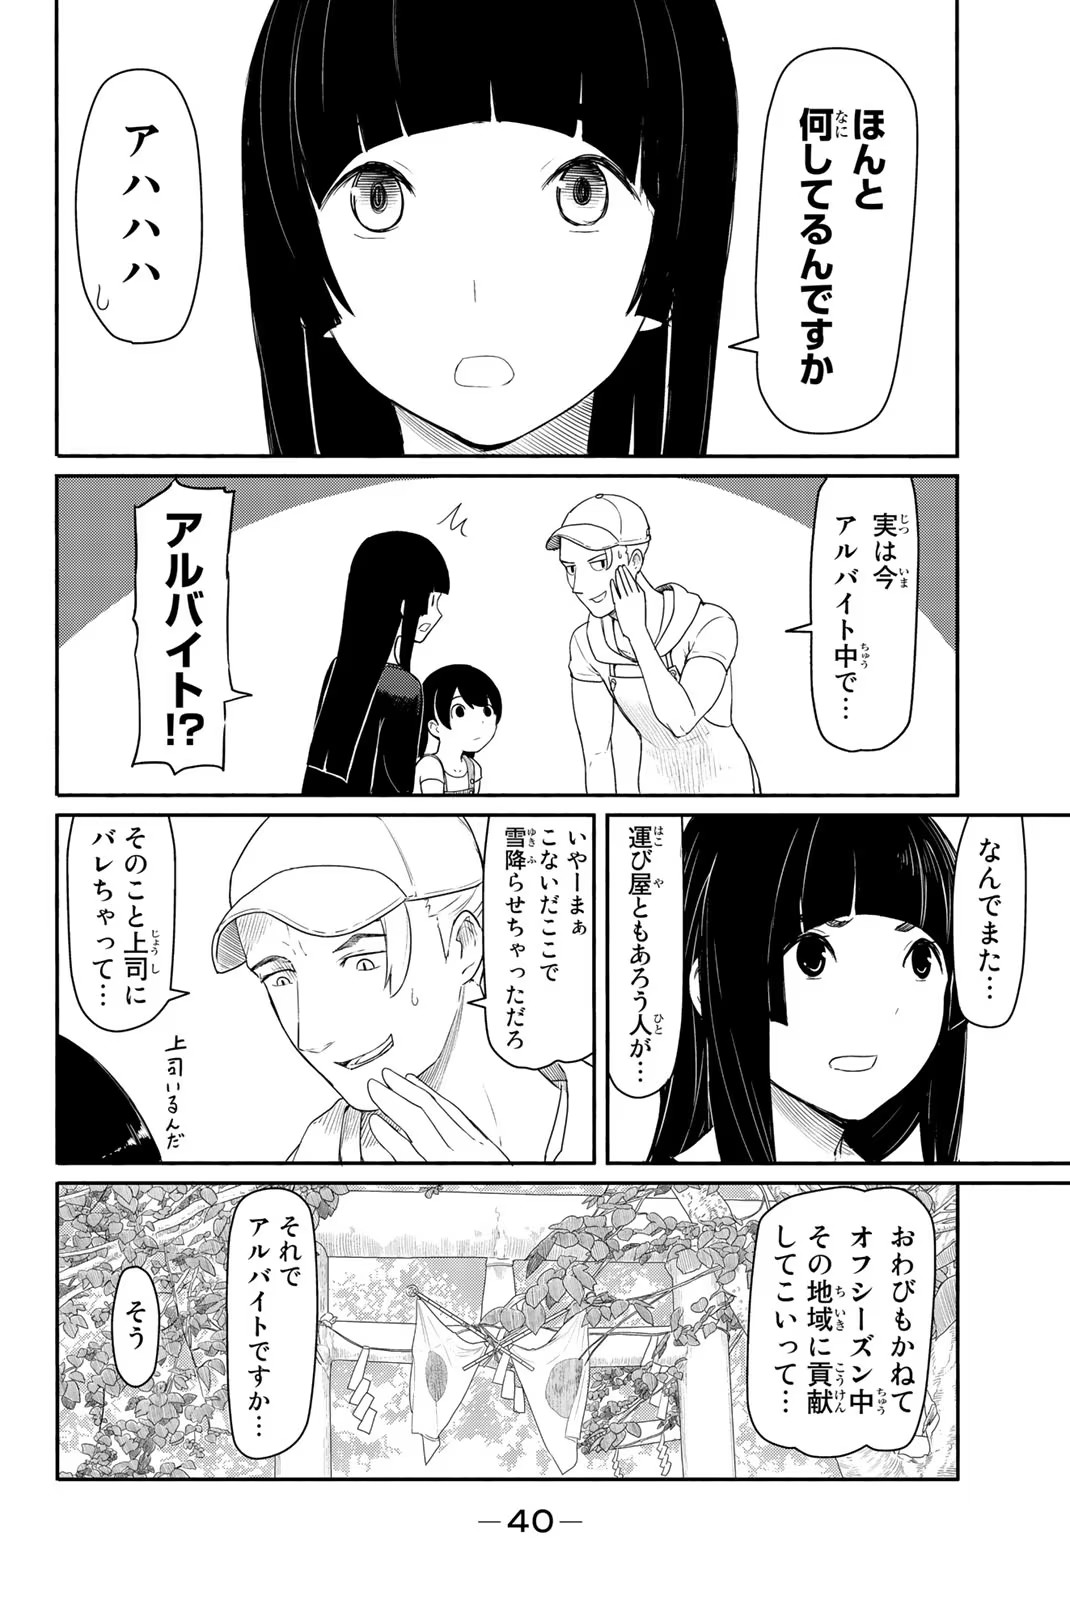 ほんと
何してるんですか
アハハハ
実は今
アルバイト中で…
アルバイト!?
なんでまた…
運び屋ともあろう人が…
いやーまぁ
こないだここで
雪降らせちゃっただろ
そのこと上司に
バレちゃって…
上司いるんだ
おわびもかねて
オフシーズン中
その地域に貢献
してこいって…
それで
アルバイトですか…
そう
—40—